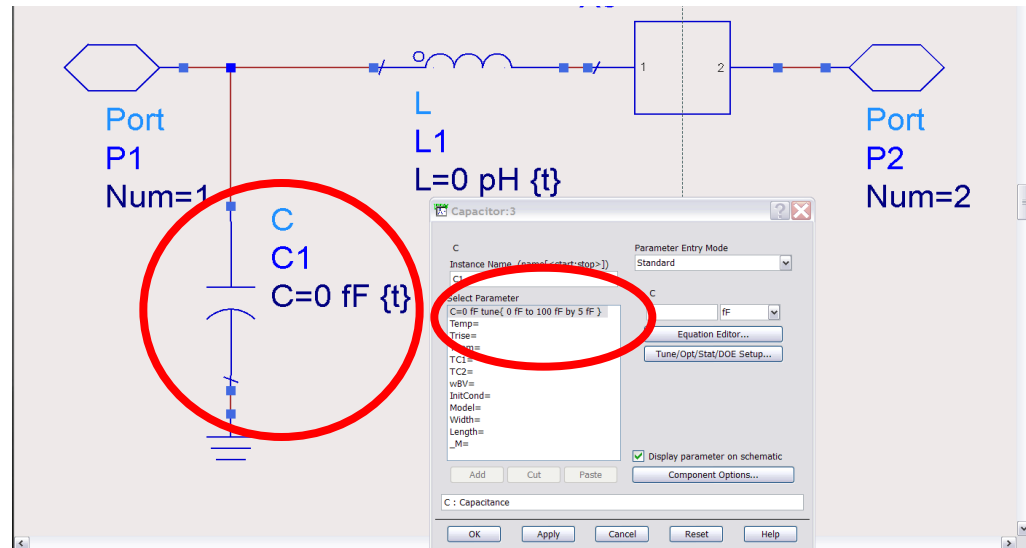 1
2
Port
P1
Num=1
L
L1
L=0 pH {t}
Port
P2
Num=2
C
C1
C=0 fF {t}
Capacitor:3
C
Instance Name (name[<start:stop>])
C1
Select Parameter
C=0 fF tune{ 0 fF to 100 fF by 5 fF }
Temp=
Trise=
TC1=
TC2=
wBV=
InitCond=
Model=
Width=
Length=
_M=
Add
Cut
Paste
Parameter Entry Mode
Standard
C
fF
Equation Editor...
Tune/Opt/Stat/DOE Setup...
Display parameter on schematic
Component Options...
C : Capacitance
OK
Apply
Cancel
Reset
Help